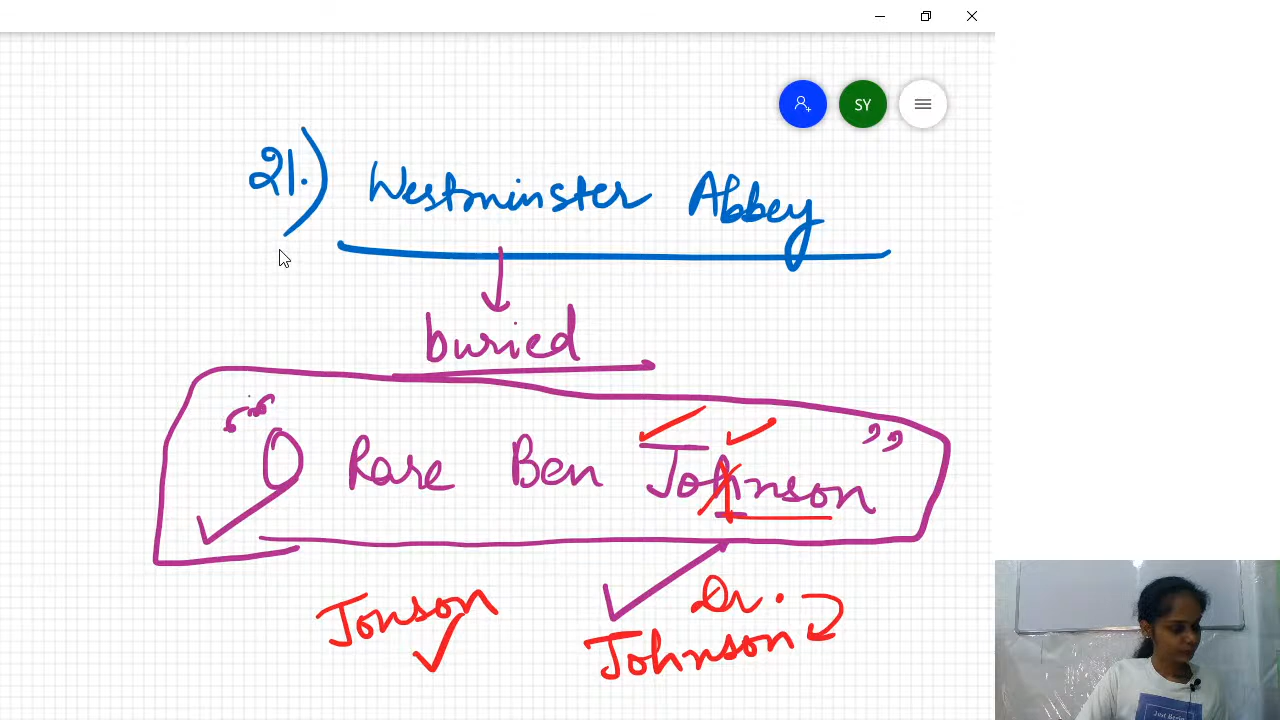 SY
21.) Westminster Abbey
buried
“O Rare Ben Johnson”
Jonson
Dr.
Johnson